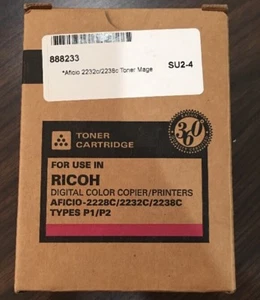 888233
*Aficio 2232c/2238c Toner Mage
SU2-4
TONER
CARTRIDGE
360
FOR USE IN
RICOH
DIGITAL COLOR COPIER/PRINTERS
AFICIO-2228C/2232C/2238C
TYPES P1/P2